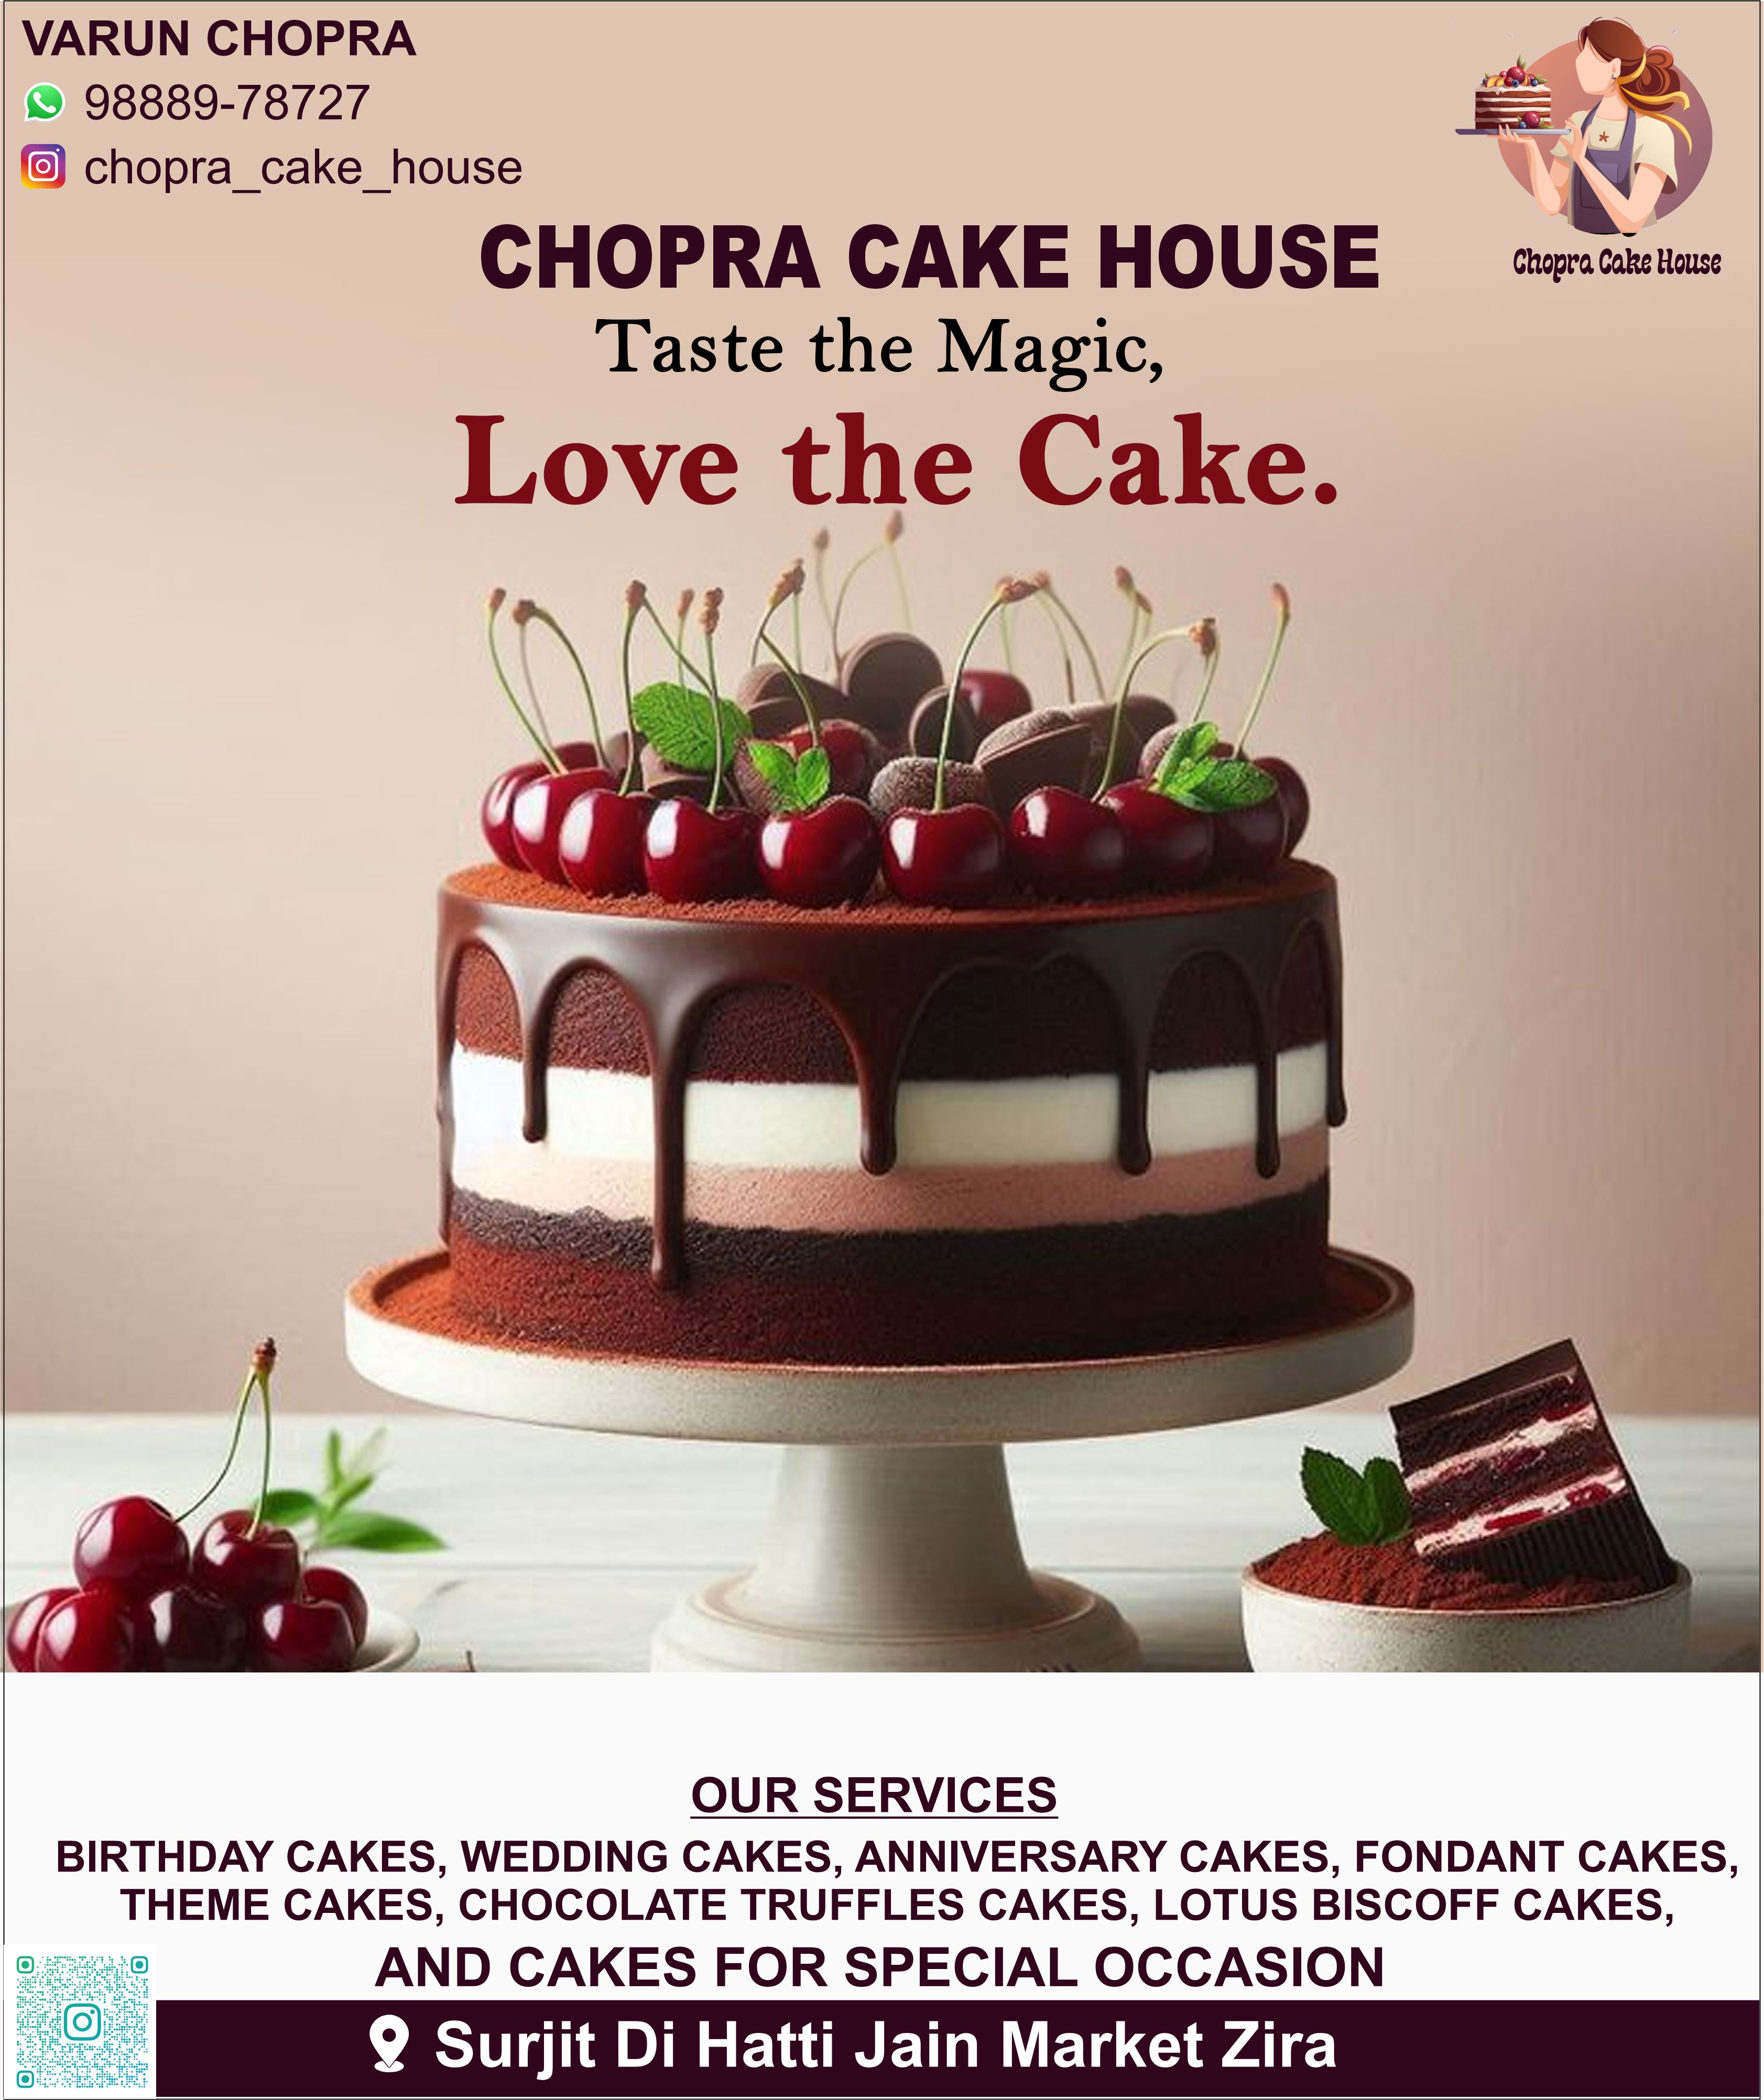 VARUN CHOPRA
98889-78727
chopra_cake_house
Chopra Cake House
CHOPRA CAKE HOUSE
Taste the Magic,
Love the Cake.
OUR SERVICES
BIRTHDAY CAKES, WEDDING CAKES, ANNIVERSARY CAKES, FONDANT CAKES,
THEME CAKES, CHOCOLATE TRUFFLES CAKES, LOTUS BISCOFF CAKES,
AND CAKES FOR SPECIAL OCCASION
Surjit Di Hatti Jain Market Zira